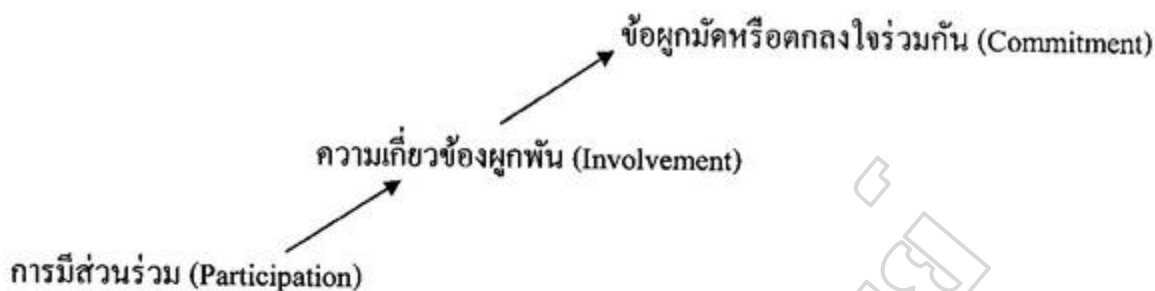 ข้อผูกมัดหรือตกลงใจร่วมกัน (Commitment)
ความเกี่ยวข้องผูกพัน (Involvement)
การมีส่วนร่วม (Participation)